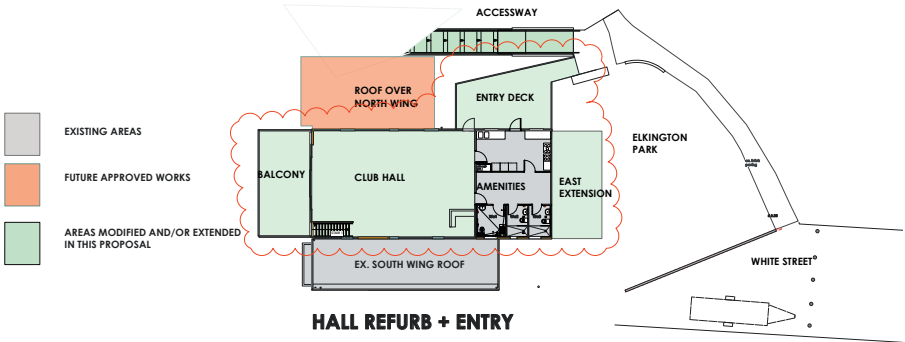 ACCESSWAY
ROOF OVER
NORTH WING
ENTRY DECK
EXISTING AREAS
ELKINGTON
PARK
FUTURE APPROVED WORKS
BALCONY
CLUB HALL
AMENITIES
EAST
EXTENSION
AREAS MODIFIED AND/OR EXTENDED
IN THIS PROPOSAL
EX. SOUTH WING ROOF
WHITE STREET
HALL REFURB + ENTRY